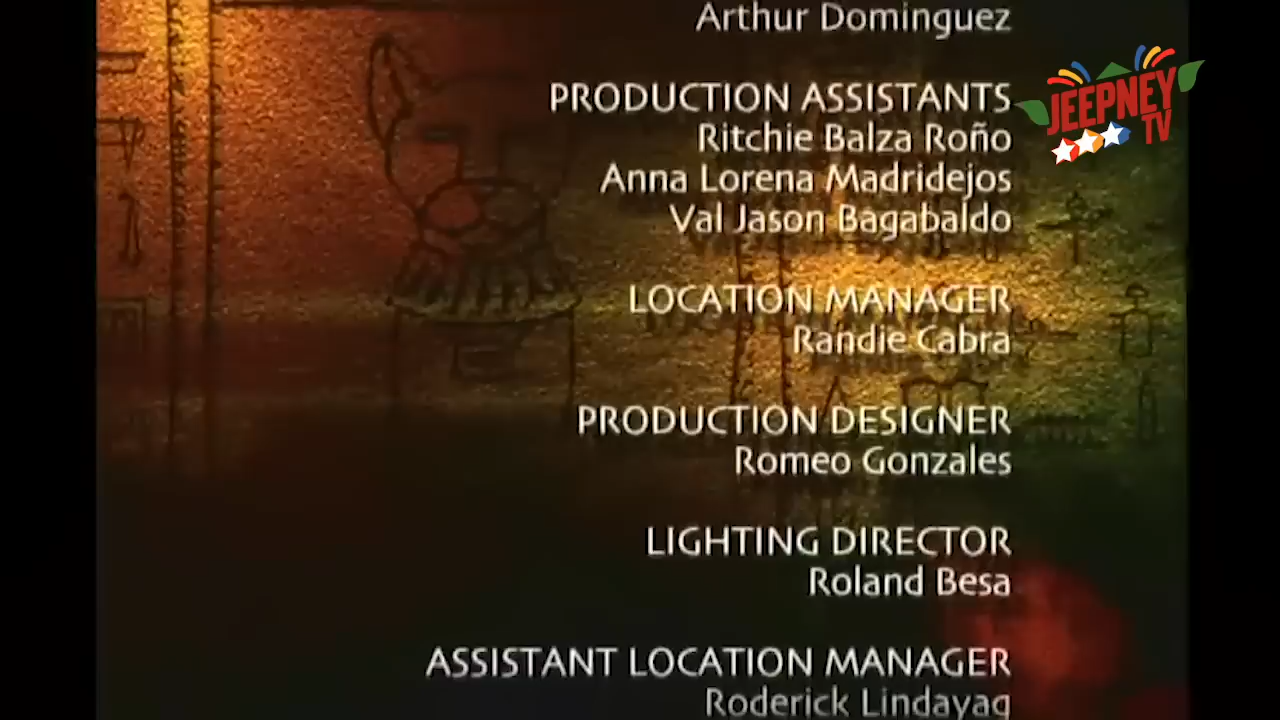 Arthur Dominguez
PRODUCTION ASSISTANTS
Ritchie Balza Roño
Anna Lorena Madridejos
Val Jason Bagabaldo
LOCATION MANAGER
Randie Cabra
PRODUCTION DESIGNER
Romeo Gonzales
LIGHTING DIRECTOR
Roland Besa
ASSISTANT LOCATION MANAGER
Roderick Lindayag
JEEPNEY
TV